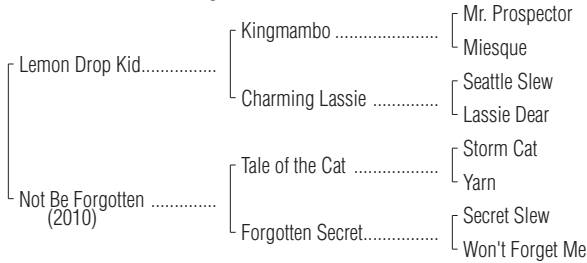 Mr. Prospector
Kingmambo ....................
Miesque
Lemon Drop Kid...............
Seattle Slew
Charming Lassie ..............
Lassie Dear
Storm Cat
Tale of the Cat .................
Yarn
Not Be Forgotten ..............
(2010)
Secret Slew
Forgotten Secret................
Won't Forget Me